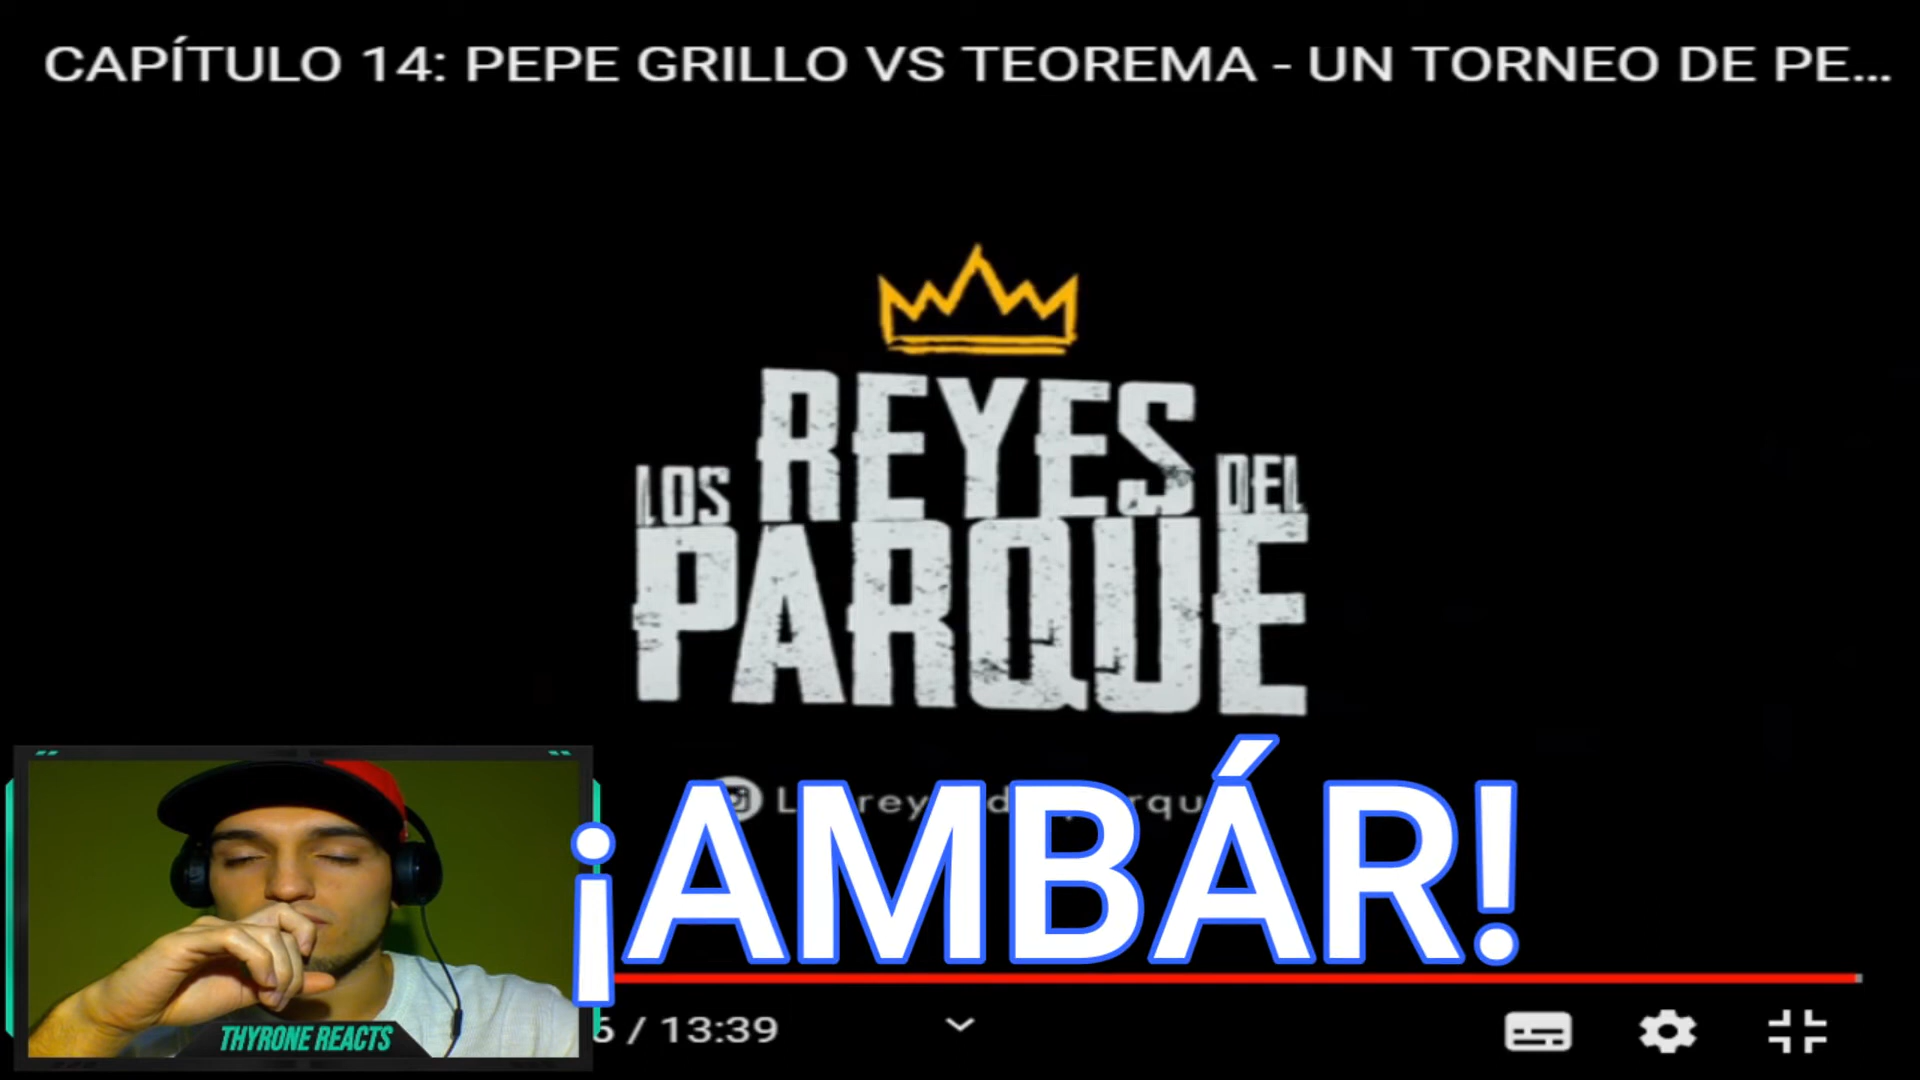 CAPÍTULO 14: PEPE GRILLO VS TEOREMA - UN TORNEO DE PE...
LOS REYES DEL
PARQUE
¡AMBÁR!
THYRONE REACTS
6 / 13:39